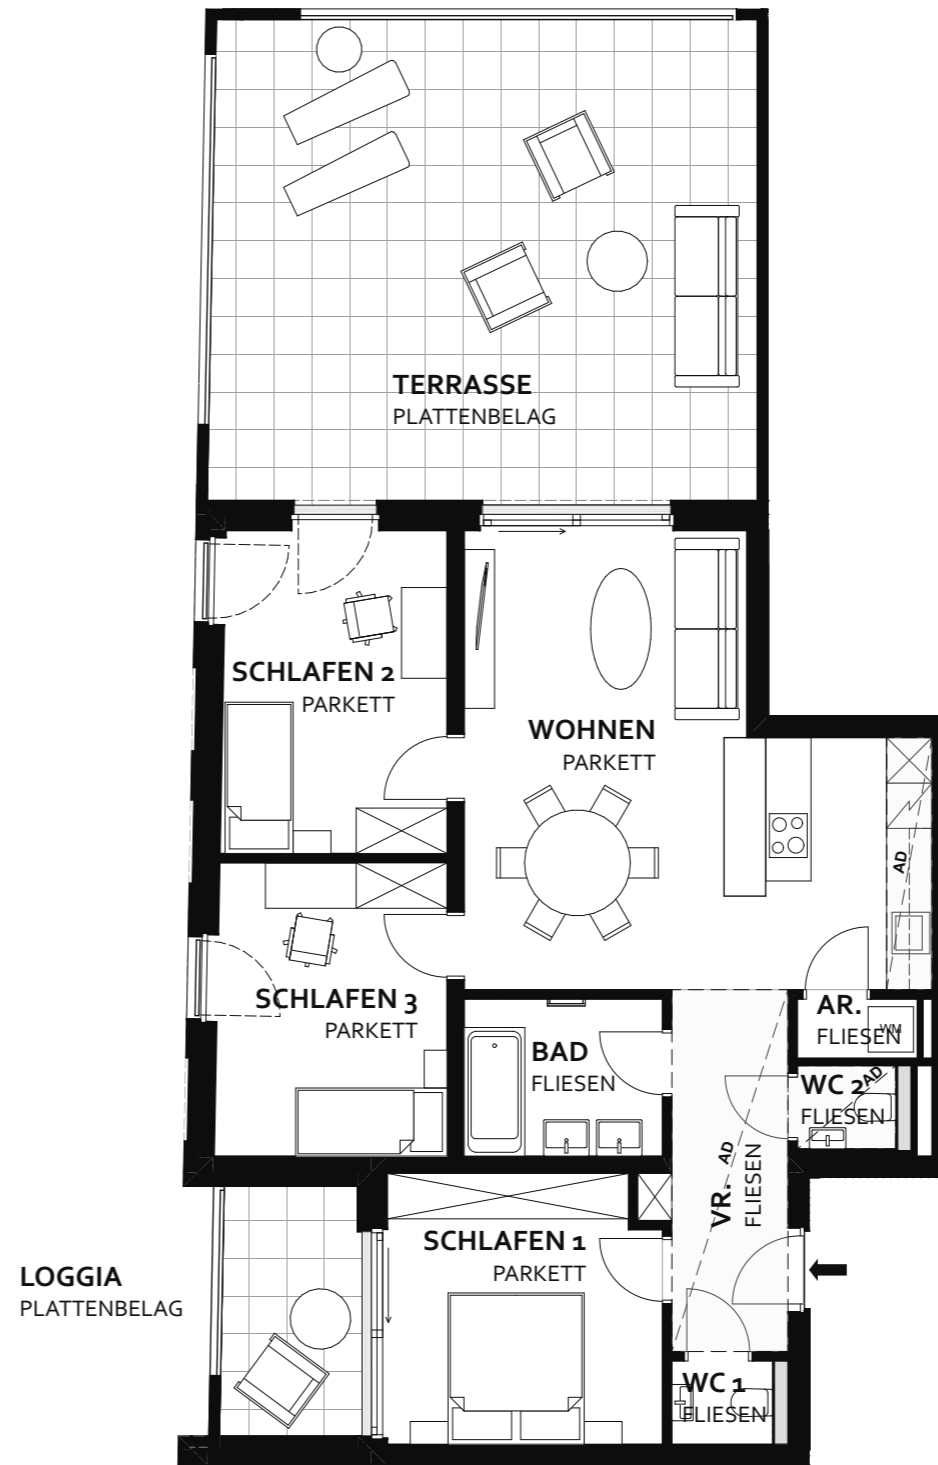 TERRASSE
PLATTENBELAG
SCHLAFEN 2
PARKETT
WOHNEN
PARKETT
AD
SCHLAFEN 3
PARKETT
AR.
FLIESEN
WM
BAD
FLIESEN
WC 2
AD
FLIESEN
VR. AD
FLIESEN
SCHLAFEN 1
PARKETT
LOGGIA
PLATTENBELAG
WC 1
FLIESEN